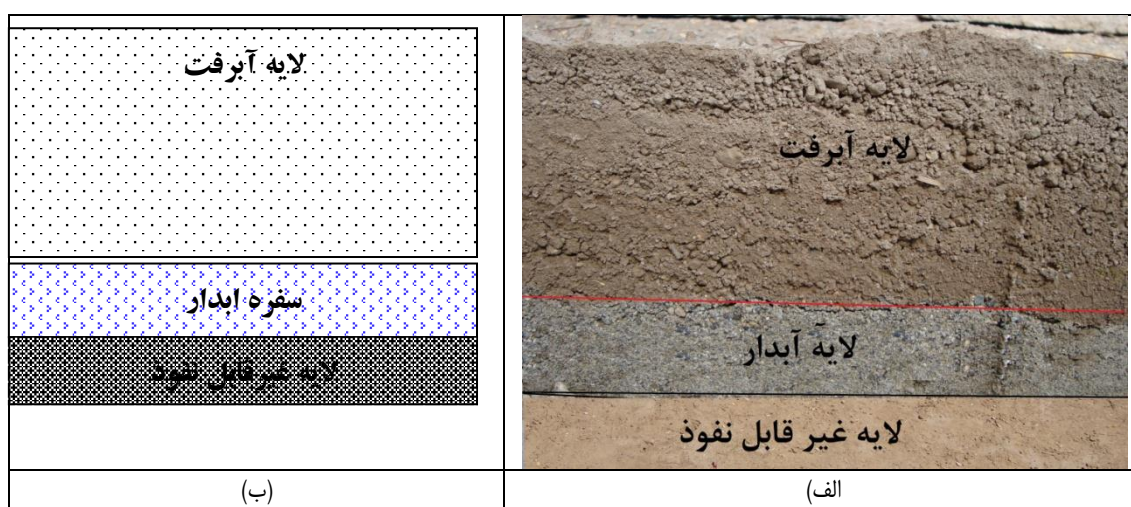 لایه آبرفت
لایه آبدار
لایه غیر قابل نفوذ
الف)
لایه آبرفت
سفره ابدار
لایه غیرقابل نفوذ
ب)